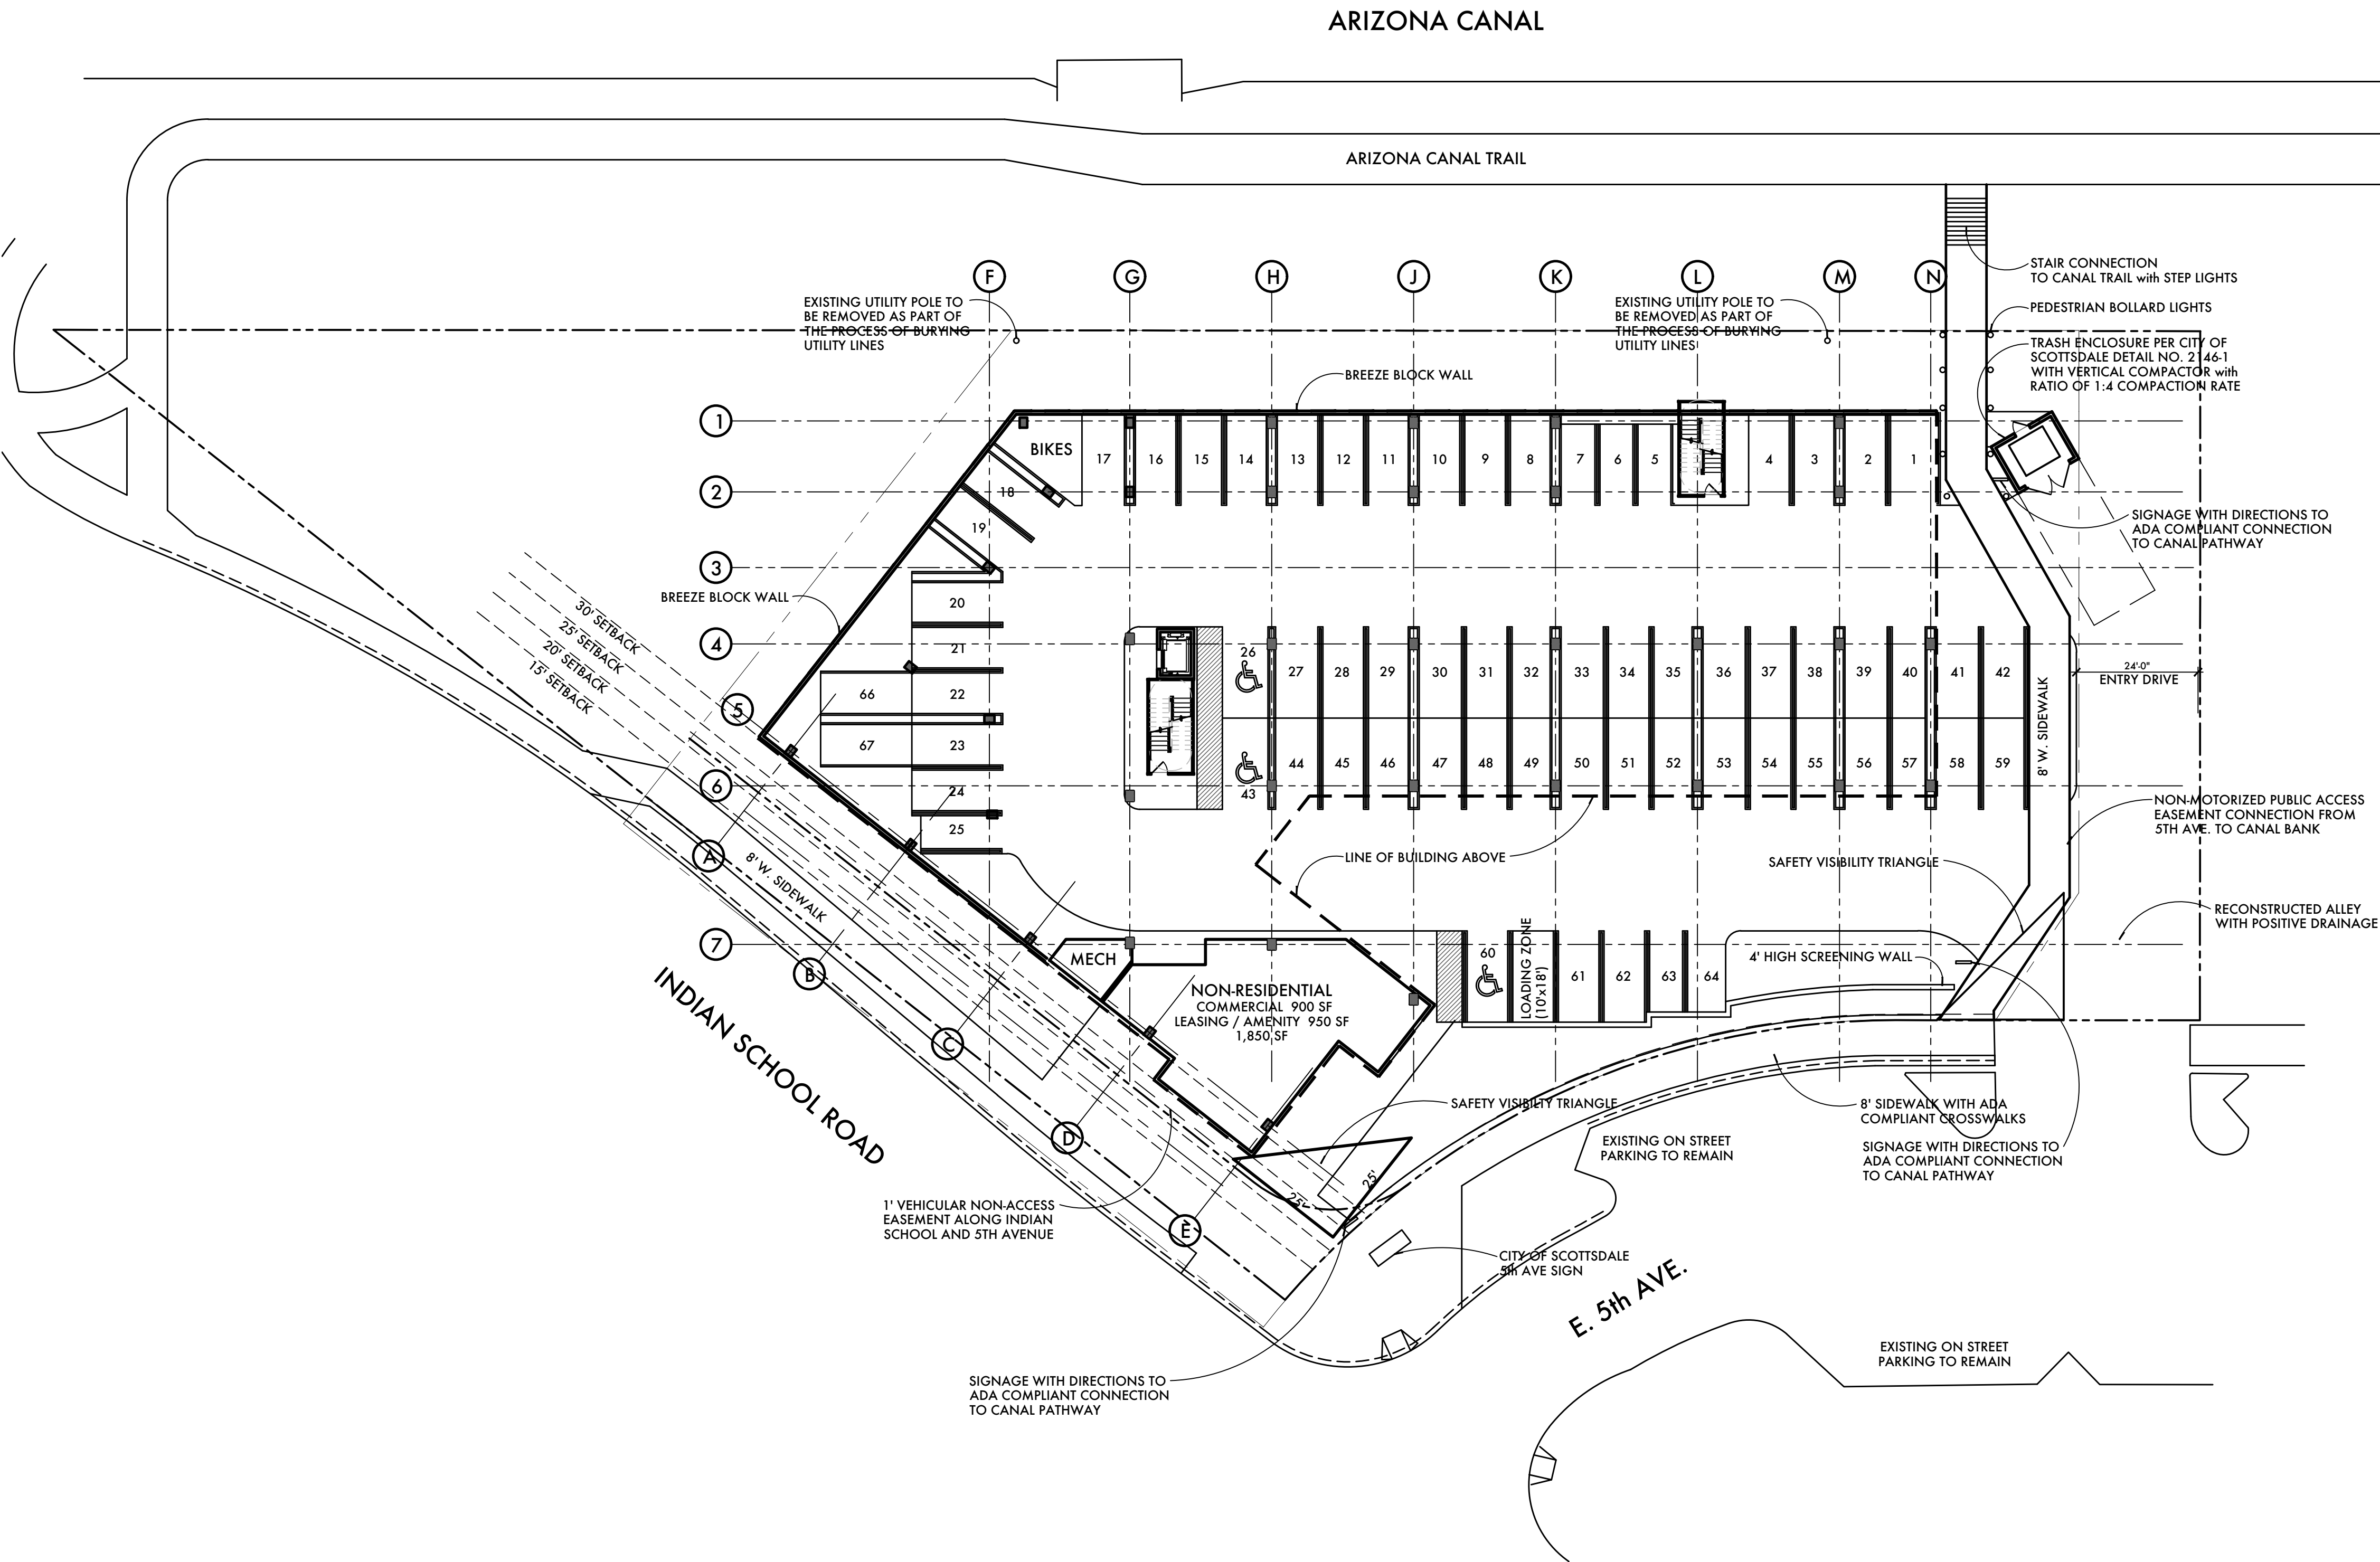 ARIZONA CANAL
ARIZONA CANAL TRAIL
STAIR CONNECTION
TO CANAL TRAIL with STEP LIGHTS
F
G
H
J
K
L
M
N
EXISTING UTILITY POLE TO
BE REMOVED AS PART OF
THE PROCESS OF BURYING
UTILITY LINES
EXISTING UTILITY POLE TO
BE REMOVED AS PART OF
THE PROCESS OF BURYING
UTILITY LINES
PEDESTRIAN BOLLARD LIGHTS
TRASH ENCLOSURE PER CITY OF
SCOTTSDALE DETAIL NO. 2146-1
WITH VERTICAL COMPACTOR with
RATIO OF 1:4 COMPACTION RATE
BREEZE BLOCK WALL
1
BIKES
17
16
15
14
13
12
11
10
9
8
7
6
5
4
3
2
1
2
18
19
SIGNAGE WITH DIRECTIONS TO
ADA COMPLIANT CONNECTION
TO CANAL PATHWAY
3
BREEZE BLOCK WALL
20
30' SETBACK
25' SETBACK
20' SETBACK
15' SETBACK
4
21
26
27
28
29
30
31
32
33
34
35
36
37
38
39
40
41
42
8' W. SIDEWALK
24'-0"
ENTRY DRIVE
66
22
5
67
23
43
44
45
46
47
48
49
50
51
52
53
54
55
56
57
58
59
6
24
25
NON-MOTORIZED PUBLIC ACCESS
EASEMENT CONNECTION FROM
5TH AVE. TO CANAL BANK
A
8' W. SIDEWALK
LINE OF BUILDING ABOVE
SAFETY VISIBILITY TRIANGLE
RECONSTRUCTED ALLEY
WITH POSITIVE DRAINAGE
7
B
MECH
NON-RESIDENTIAL
COMMERCIAL 900 SF
LEASING / AMENITY 950 SF
1,850 SF
60
LOADING ZONE
(10'x18')
61
62
63
64
4' HIGH SCREENING WALL
INDIAN SCHOOL ROAD
C
D
E
SAFETY VISIBILTY TRIANGLE
25'
25'
8' SIDEWALK WITH ADA
COMPLIANT CROSSWALKS
EXISTING ON STREET
PARKING TO REMAIN
SIGNAGE WITH DIRECTIONS TO
ADA COMPLIANT CONNECTION
TO CANAL PATHWAY
1' VEHICULAR NON-ACCESS
EASEMENT ALONG INDIAN
SCHOOL AND 5TH AVENUE
CITY OF SCOTTSDALE
5th AVE SIGN
E. 5th AVE.
EXISTING ON STREET
PARKING TO REMAIN
SIGNAGE WITH DIRECTIONS TO
ADA COMPLIANT CONNECTION
TO CANAL PATHWAY